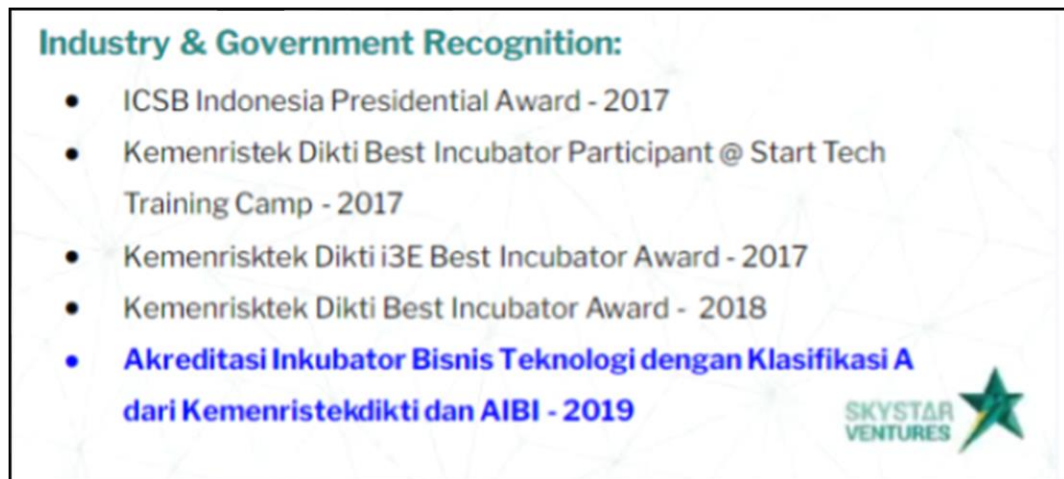 Industry & Government Recognition:
● ICSB Indonesia Presidential Award - 2017
● Kemenristek Dikti Best Incubator Participant @ Start Tech
Training Camp - 2017
● Kemenrisktek Dikti i3E Best Incubator Award - 2017
● Kemenrisktek Dikti Best Incubator Award - 2018
● Akreditasi Inkubator Bisnis Teknologi dengan Klasifikasi A
dari Kemenristekdikti dan AIBI - 2019
SKYSTAR
VENTURES